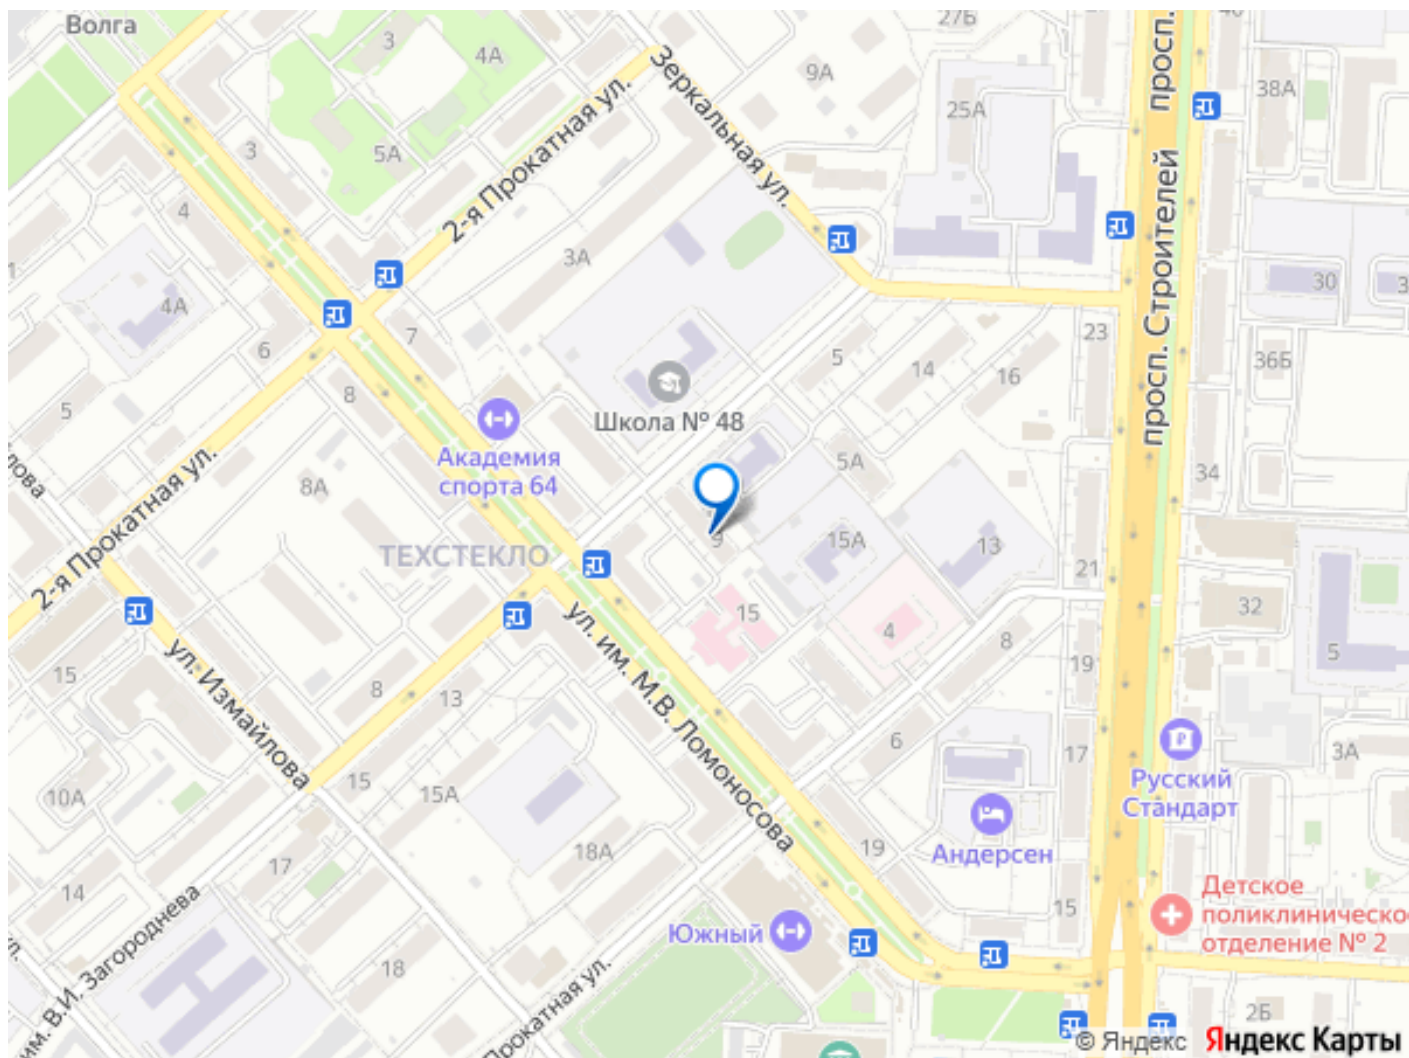 Волга
27Б
просп.
3
4А
9А
38А
25А
Зеркальная ул.
2-я Прокатная ул.
3
5А
4
3А
30
4А
7
6
5
23
просп. Строителей
14
16
36Б
5
8
Школа № 48
Академия
спорта 64
5А
34
8А
9
15А
13
2-я Прокатная ул.
ТЕХСТЕКЛО
21
32
15
4
8
5
19
15
ул. Измайлова
8
13
ул. им. М.В. Ломоносова
6
17
3А
Русский
Стандарт
10А
15
15А
Андерсен
18А
19
17
14
15
Детское
поликлиническо
отделение № 2
Южный
18
им. В.И. Загороднева
Прокатная ул.
2Б
© Яндекс Яндекс Карты